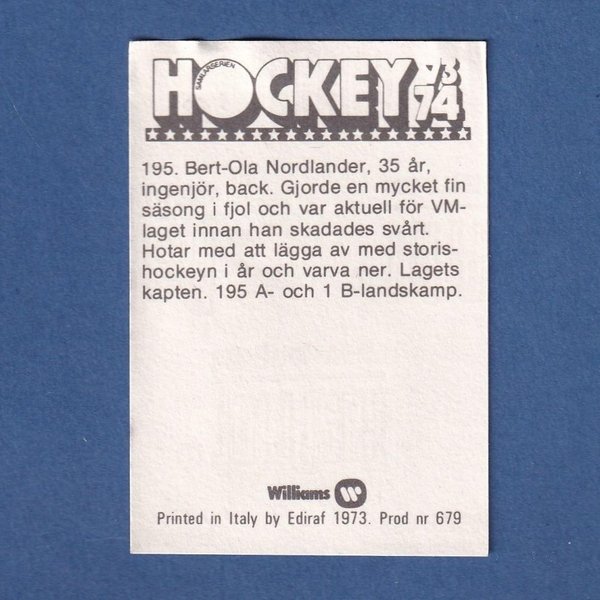 SAMLARSERIEN
HOCKEY 73/74
195. Bert-Ola Nordlander, 35 år,
ingenjör, back. Gjorde en mycket fin
säsong i fjol och var aktuell för VM-
laget innan han skadades svårt.
Hotar med att lägga av med storis-
hockeyn i år och varva ner. Lagets
kapten. 195 A- och 1 B-landskamp.
Williams
Printed in Italy by Ediraf 1973. Prod nr 679